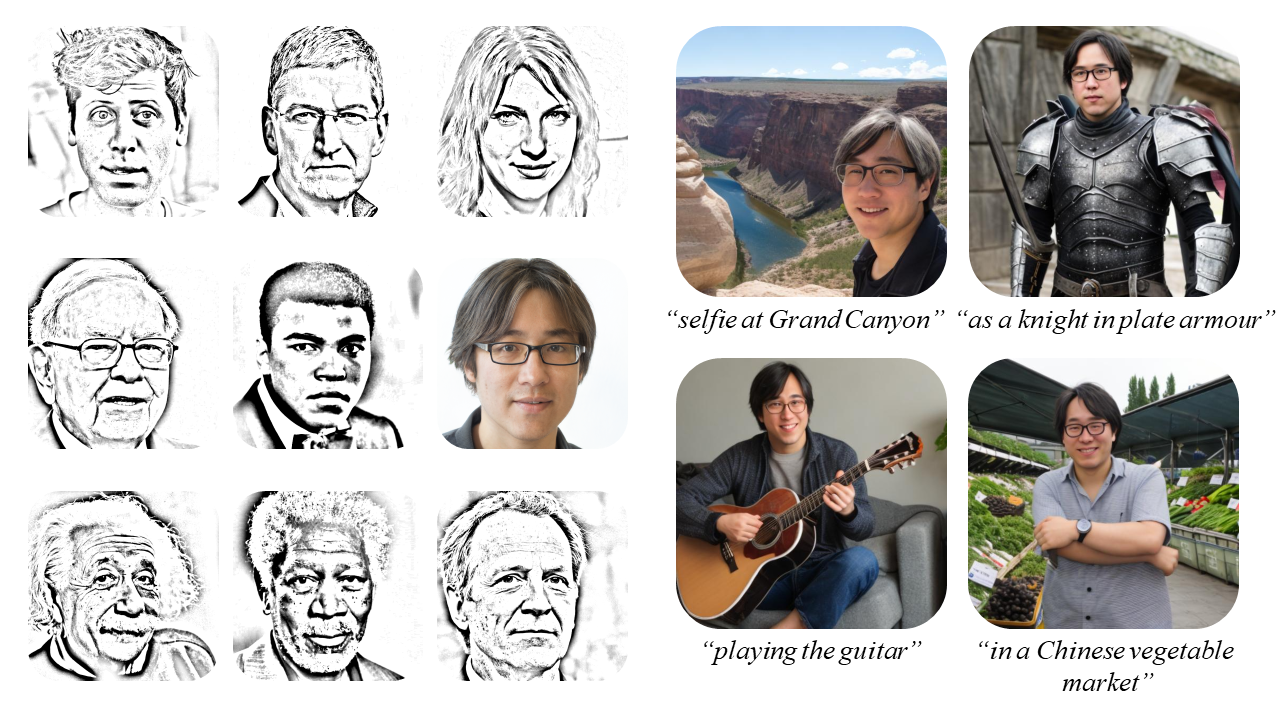 “selfie at Grand Canyon”
“as a knight in plate armour”
“playing the guitar”
“in a Chinese vegetable
market”